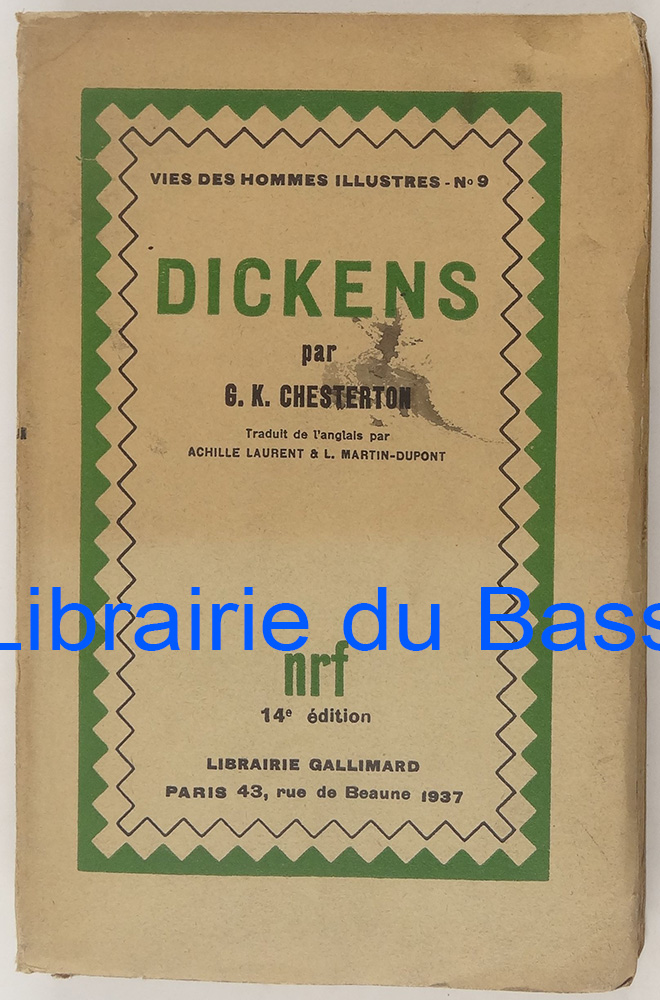 VIES DES HOMMES ILLUSTRES - No 9
DICKENS
par
G. K. CHESTERTON
Traduit de l'anglais par
ACHILLE LAURENT & L. MARTIN-DUPONT
Librairie du Bass
nrf
14e édition
LIBRAIRIE GALLIMARD
PARIS 43, rue de Beaune 1937